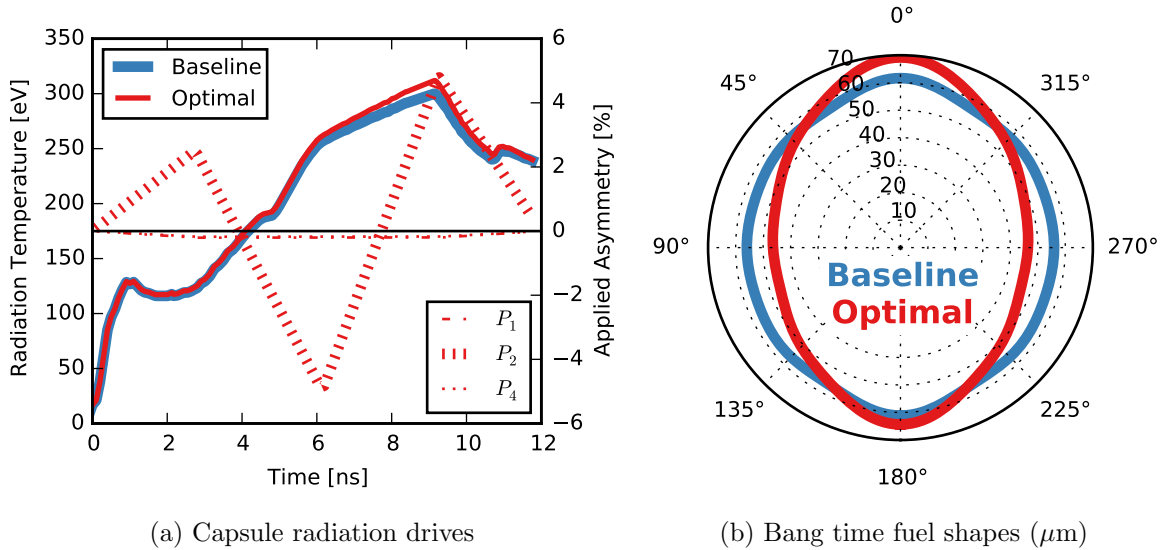 350
300
250
200
150
100
50
0
Radiation Temperature [eV]
Baseline
Optimal
6
4
2
0
−2
−4
−6
Applied Asymmetry [%]
P1
P2
P4
0 2 4 6 8 10 12
Time [ns]
(a) Capsule radiation drives
0°
45°
315°
70
60
50
40
30
20
10
90°
270°
Baseline
Optimal
135°
225°
180°
(b) Bang time fuel shapes (μm)